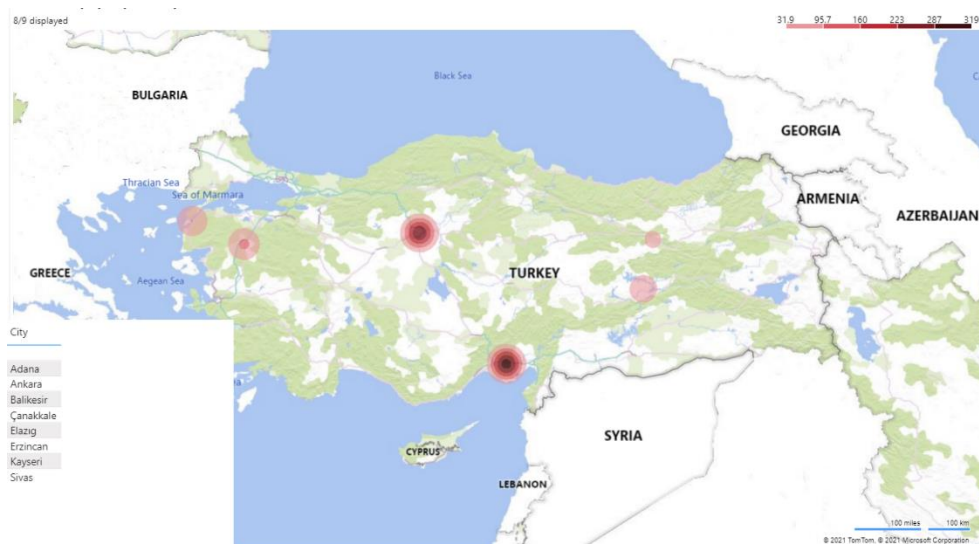 8/9 displayed
31.9 95.7 160 223 287 319
Black Sea
BULGARIA
GEORGIA
Thracian Sea
Sea of Marmara
ARMENIA
AZERBAIJAN
GREECE
Aegean Sea
TURKEY
City
Adana
Ankara
Balikesir
Çanakkale
Elazıg
Erzincan
Kayseri
Sivas
SYRIA
CYPRUS
LEBANON
100 miles 100 km
© 2021 TomTom, © 2021 Microsoft Corporation